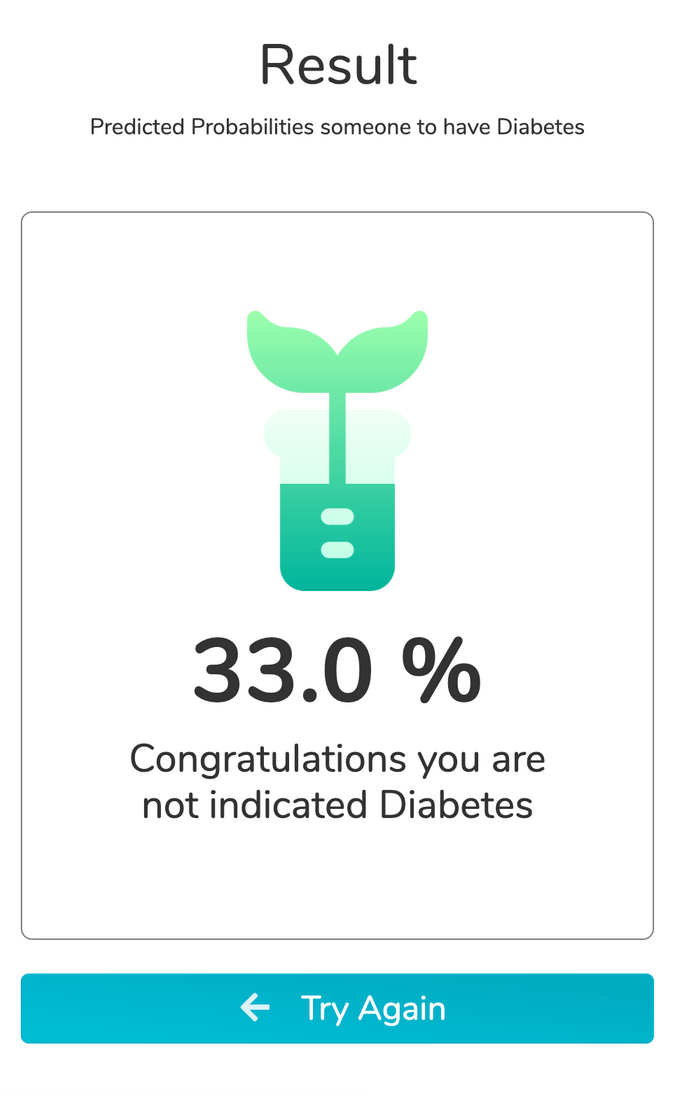 Result
Predicted Probabilities someone to have Diabetes
33.0 %
Congratulations you are
not indicated Diabetes
Try Again